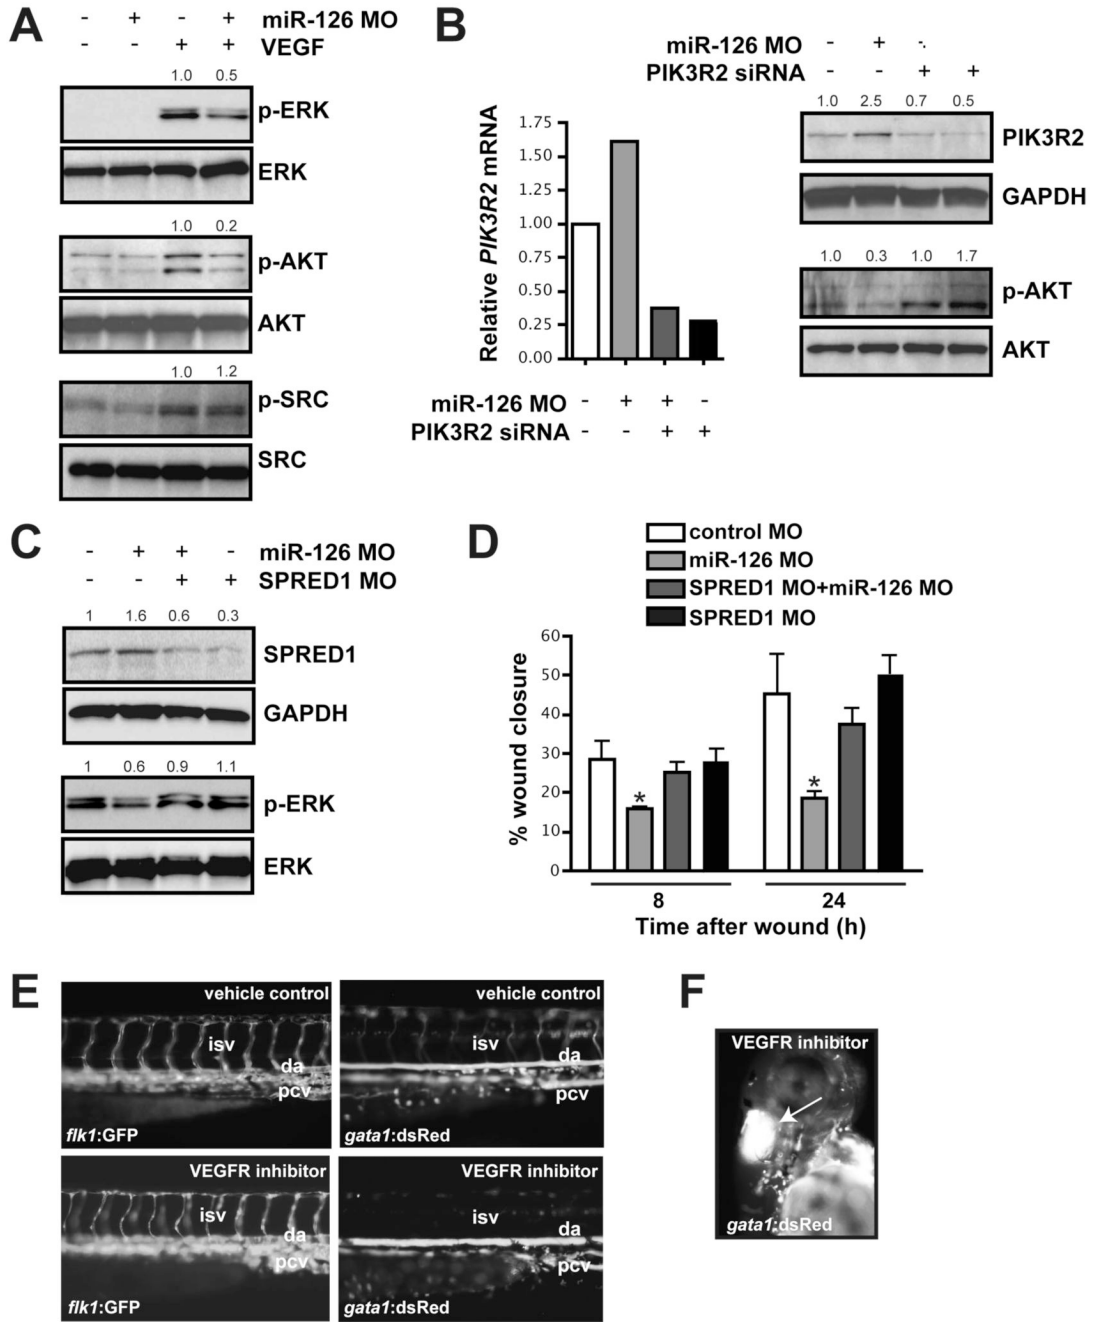 A
- + - + miR-126 MO
- - + + VEGF
1.0 0.5
p-ERK
ERK
1.0 0.2
p-AKT
AKT
1.0 1.2
p-SRC
SRC
B
Relative PIK3R2 mRNA
1.75
1.50
1.25
1.00
0.75
0.50
0.25
0.00
miR-126 MO - + + -
PIK3R2 siRNA - - + +
miR-126 MO - + -
PIK3R2 siRNA - - + +
1.0 2.5 0.7 0.5
PIK3R2
GAPDH
1.0 0.3 1.0 1.7
p-AKT
AKT
C
- + + - miR-126 MO
- - + + SPRED1 MO
1 1.6 0.6 0.3
SPRED1
GAPDH
1 0.6 0.9 1.1
p-ERK
ERK
D
control MO
miR-126 MO
SPRED1 MO+miR-126 MO
SPRED1 MO
% wound closure
60
50
40
30
20
10
0
* *
8 24
Time after wound (h)
E
vehicle control
isv
da
pcv
flk1:GFP
vehicle control
isv
da
pcv
gata1:dsRed
VEGFR inhibitor
isv
da
pcv
flk1:GFP
VEGFR inhibitor
isv
da
pcv
gata1:dsRed
F
VEGFR inhibitor
gata1:dsRed